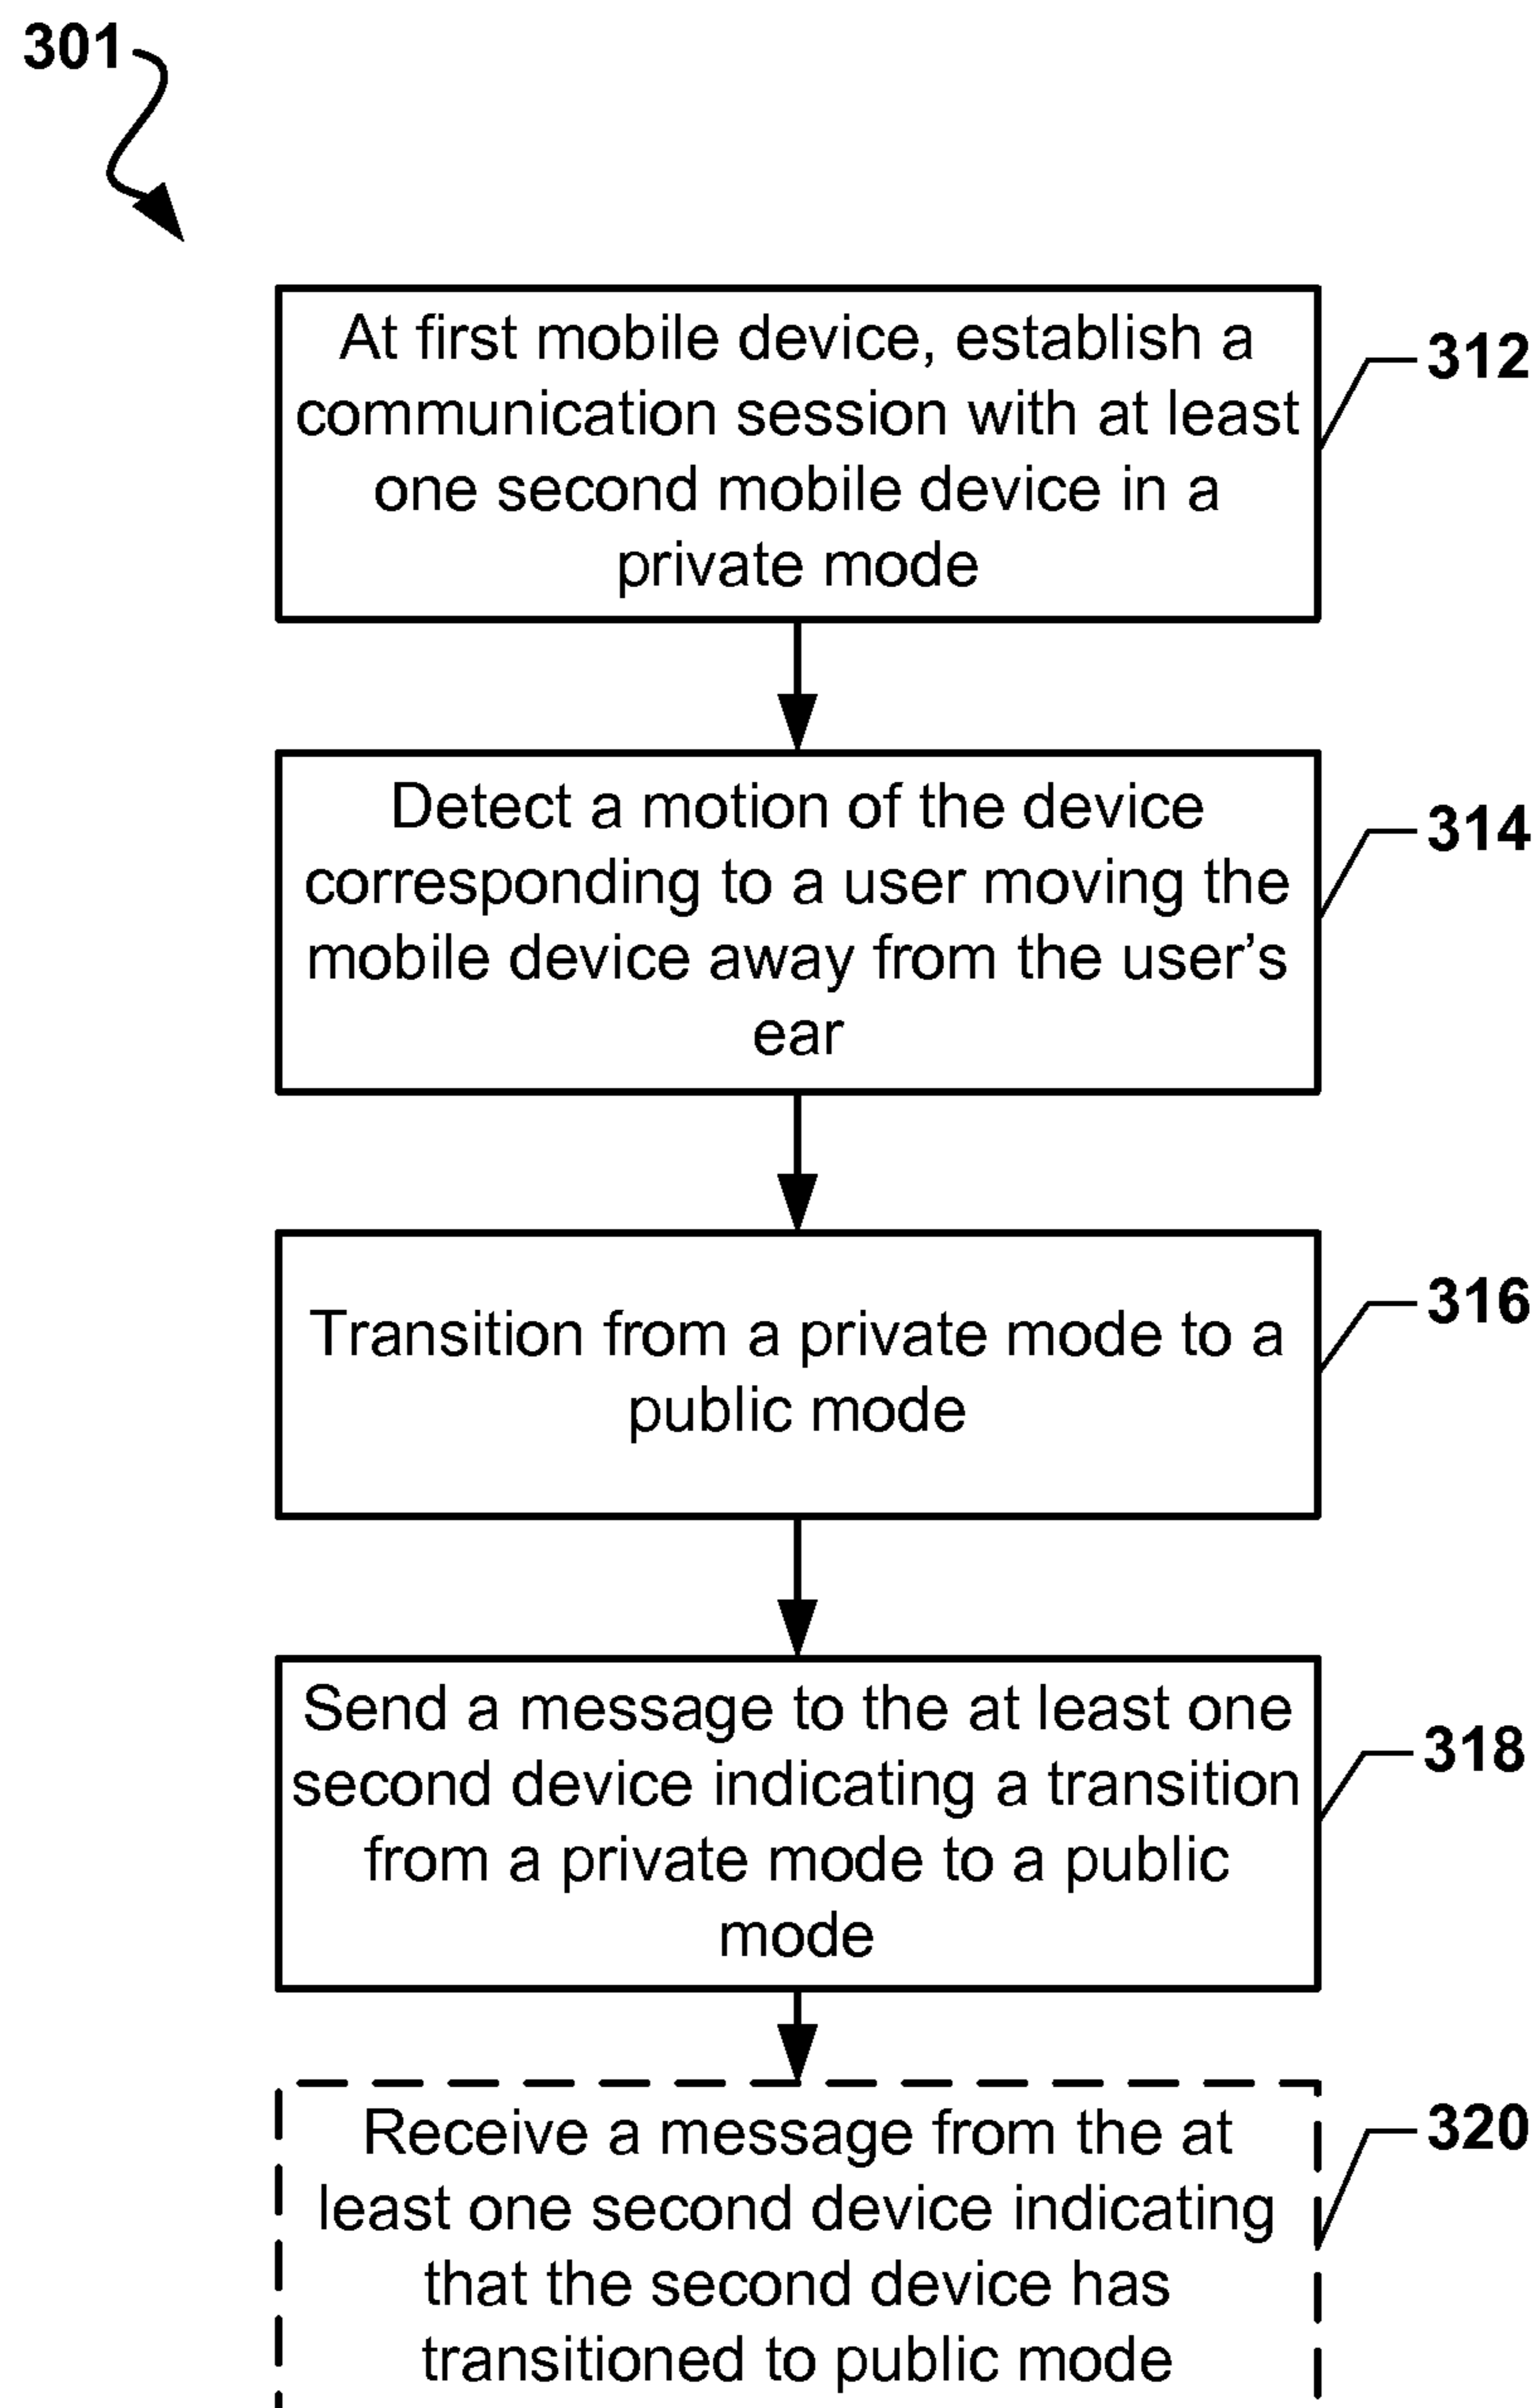 301
At first mobile device, establish a
communication session with at least
one second mobile device in a
private mode
312
Detect a motion of the device
corresponding to a user moving the
mobile device away from the user's
ear
314
Transition from a private mode to a
public mode
316
Send a message to the at least one
second device indicating a transition
from a private mode to a public
mode
318
Receive a message from the at
least one second device indicating
that the second device has
transitioned to public mode
320